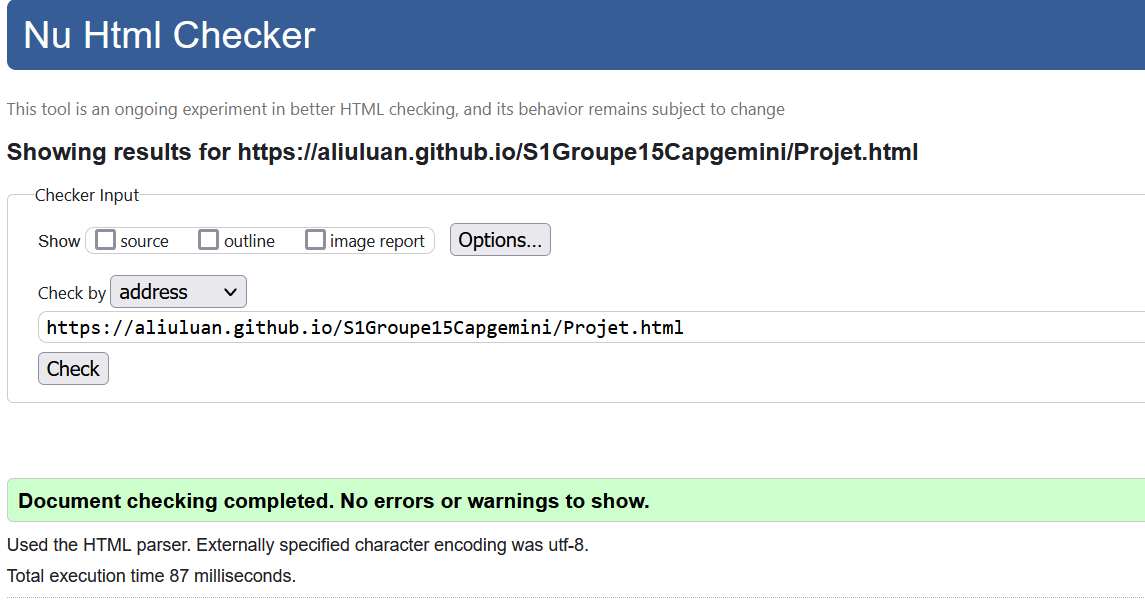 Nu Html Checker
This tool is an ongoing experiment in better HTML checking, and its behavior remains subject to change
Showing results for https://aliuluan.github.io/S1Groupe15Capgemini/Projet.html
Checker Input
Show source outline image report Options...
Check by address
https://aliuluan.github.io/S1Groupe15Capgemini/Projet.html
Check
Document checking completed. No errors or warnings to show.
Used the HTML parser. Externally specified character encoding was utf-8.
Total execution time 87 milliseconds.